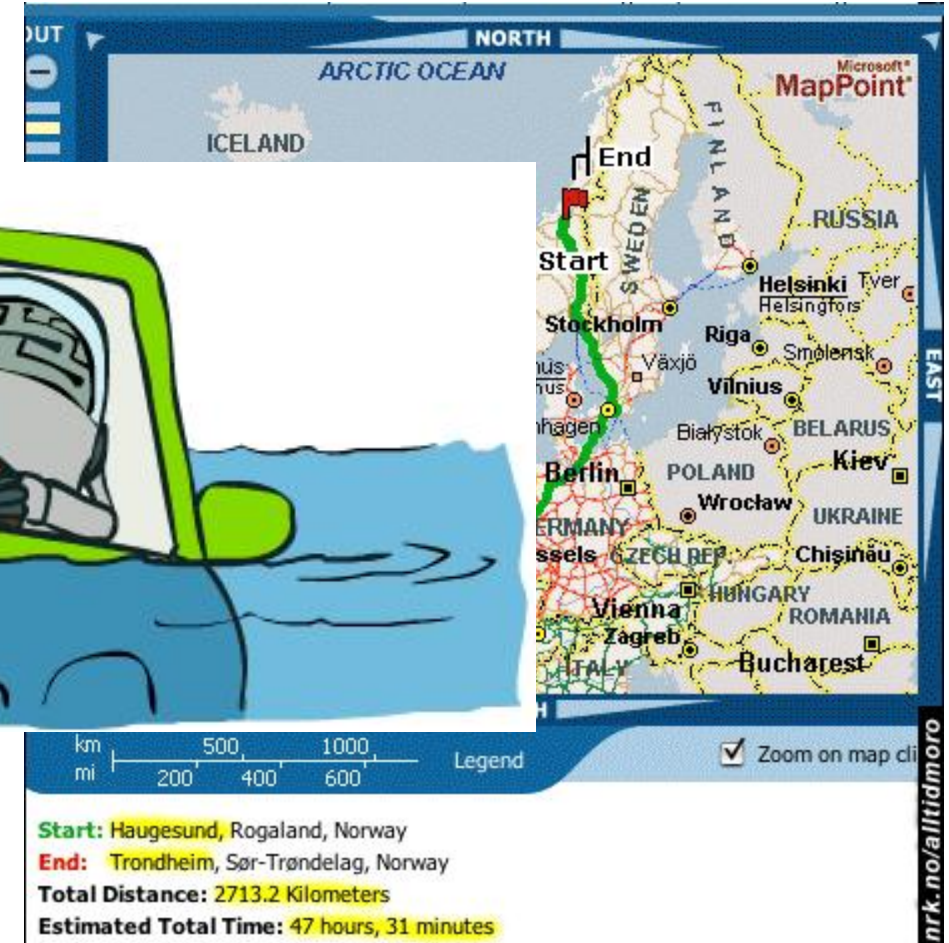 OUT
NORTH
ARCTIC OCEAN
Microsoft®
MapPoint®
ICELAND
FINLAND
End
SWEDEN
RUSSIA
Start
Helsinki
Helsingfors
Tver
Stockholm
Riga
Smolensk
EAST
Växjö
Vilnius
nhagen
Białystok
BELARUS
Berlin
POLAND
Kiev
Wrocław
ERMANY
UKRAINE
ssels
CZECH REP
Chişinău
HUNGARY
Vienna
ROMANIA
Zagreb
ITALY
Bucharest
H
km 500 1000
mi 200 400 600
Legend
Zoom on map cli
Start: Haugesund, Rogaland, Norway
End: Trondheim, Sør-Trøndelag, Norway
Total Distance: 2713.2 Kilometers
Estimated Total Time: 47 hours, 31 minutes
nrk.no/alltidmoro